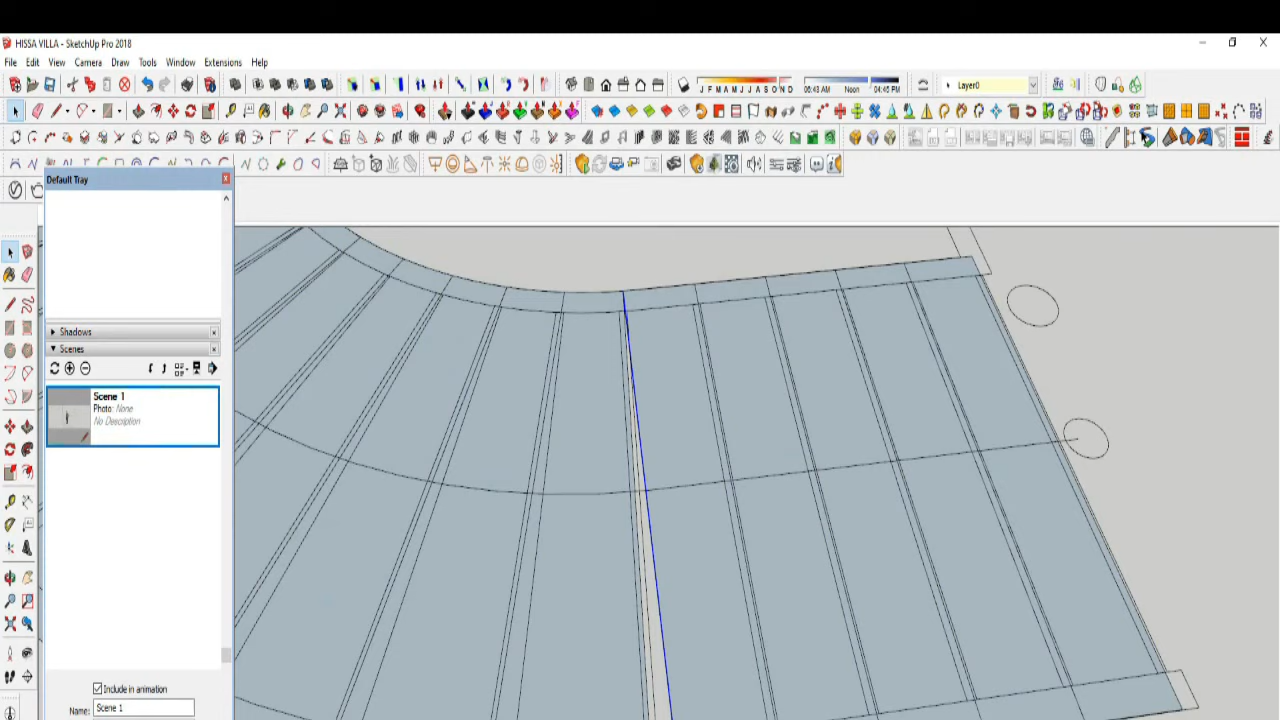 HISSA VILLA - SketchUp Pro 2018
File Edit View Camera Draw Tools Window Extensions Help
J F M A M J J A S O N D
06:43 AM Noon 04:45 PM
Layer0
Default Tray
Shadows
Scenes
Scene 1
Photo: None
No Description
Include in animation
Name: Scene 1